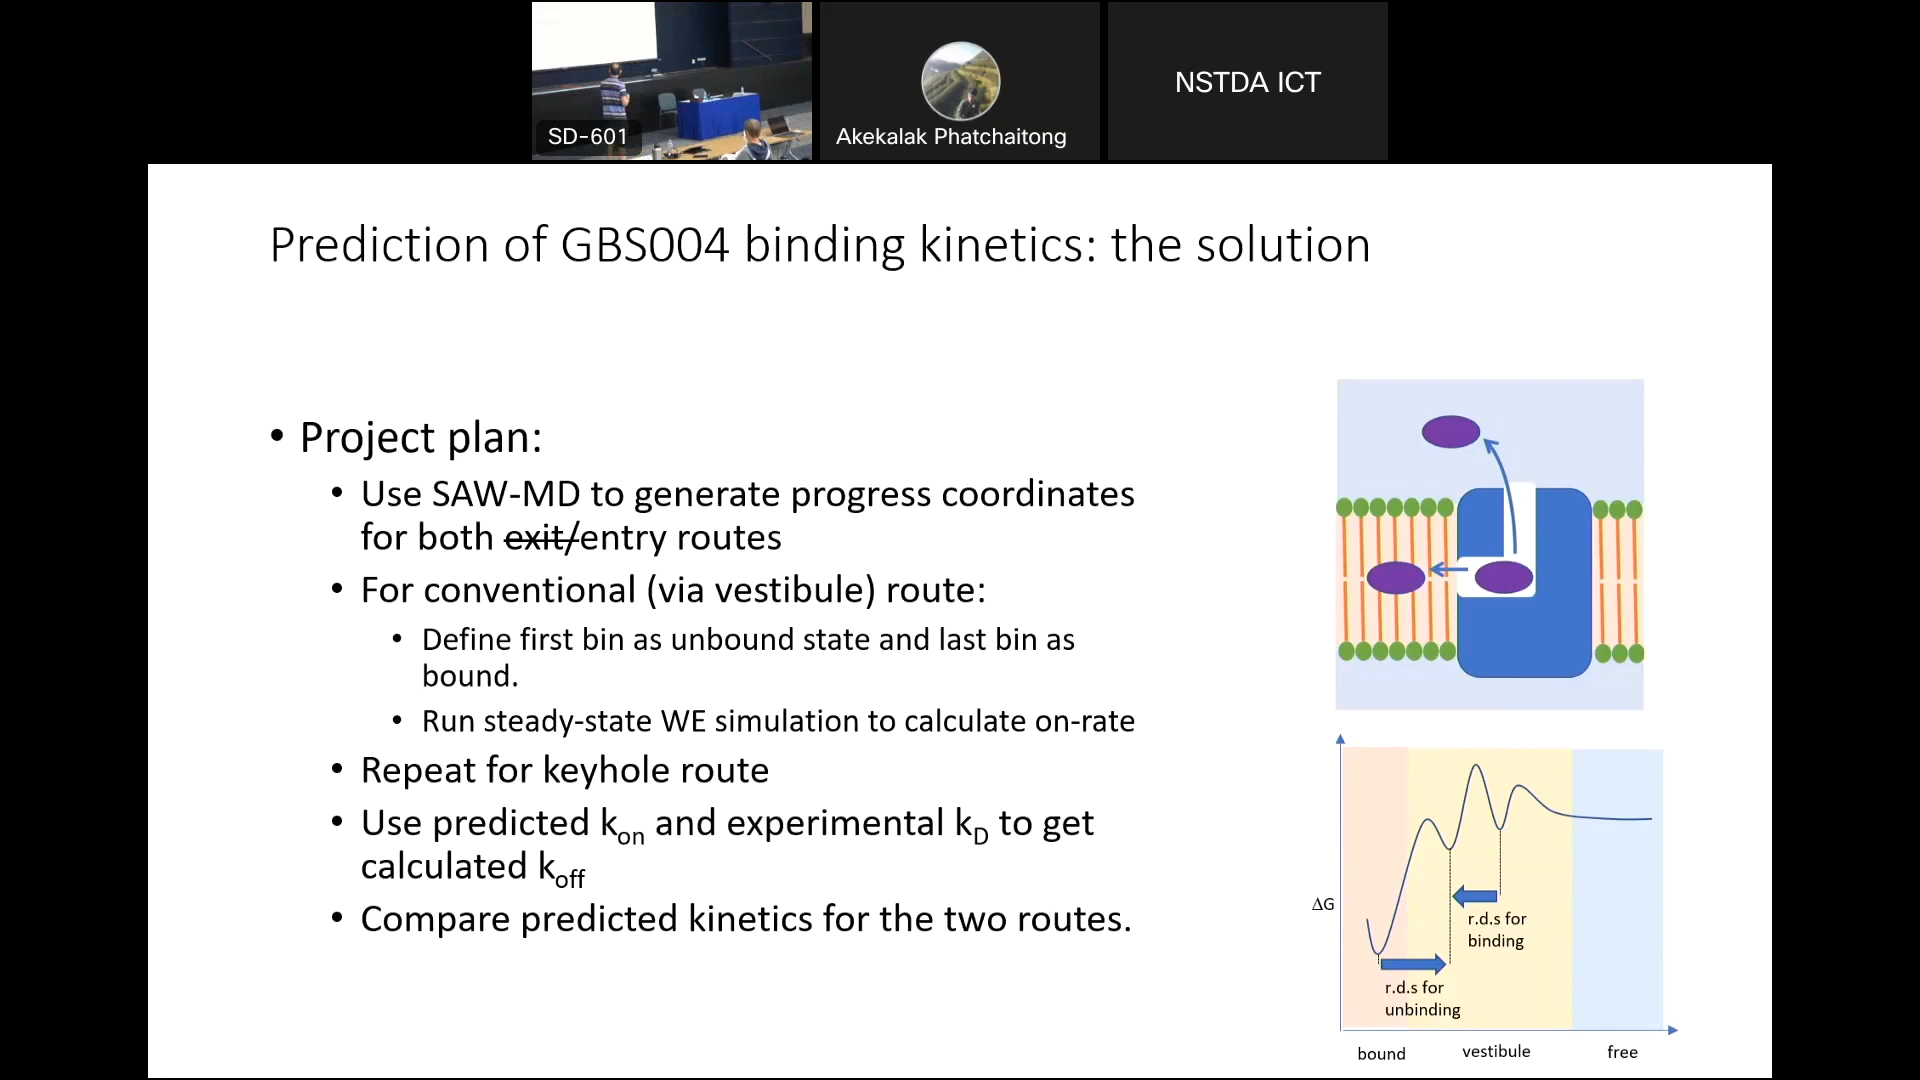 SD-601
Akekalak Phatchaitong
NSTDA ICT
Prediction of GBS004 binding kinetics: the solution
• Project plan:
• Use SAW-MD to generate progress coordinates
for both exit/entry routes
• For conventional (via vestibule) route:
• Define first bin as unbound state and last bin as
bound.
• Run steady-state WE simulation to calculate on-rate
• Repeat for keyhole route
• Use predicted kon and experimental kD to get
calculated koff
• Compare predicted kinetics for the two routes.
ΔG
r.d.s for
binding
r.d.s for
unbinding
bound
vestibule
free